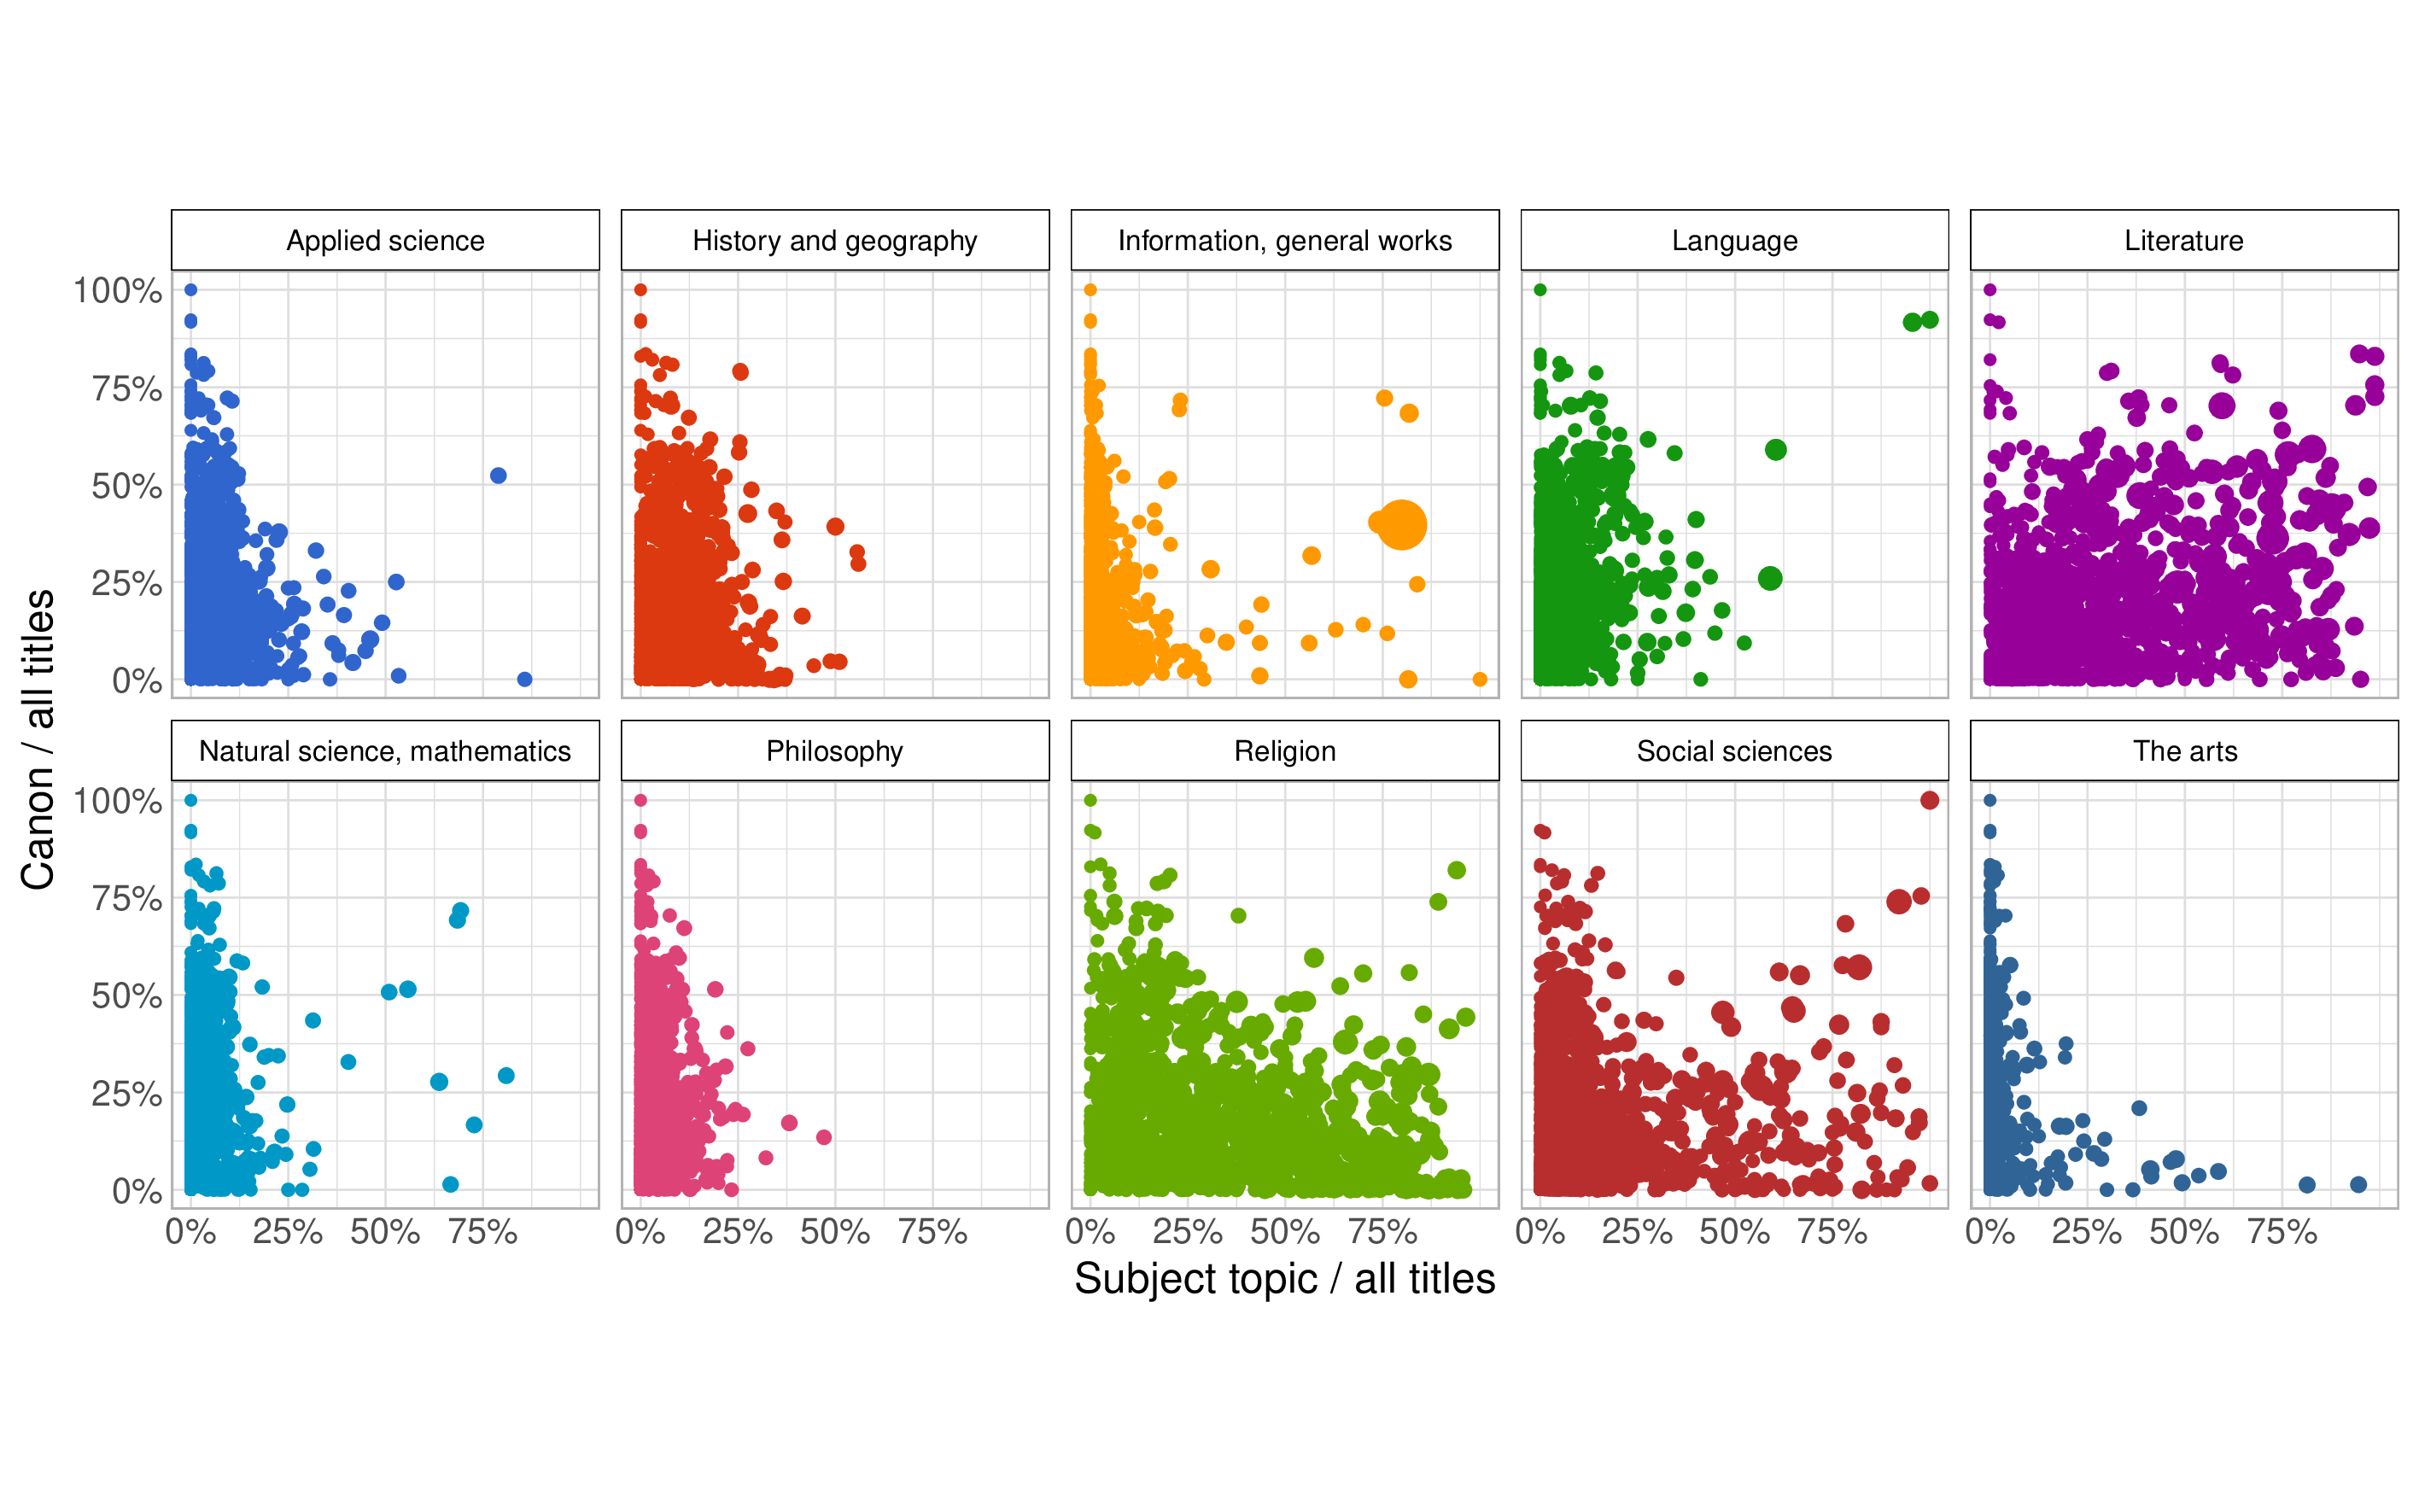 Applied science
History and geography
Information, general works
Language
Literature
100%
75%
50%
25%
0%
Natural science, mathematics
Philosophy
Religion
Social sciences
The arts
100%
75%
50%
25%
0%
0% 25% 50% 75%
0% 25% 50% 75%
0% 25% 50% 75%
0% 25% 50% 75%
0% 25% 50% 75%
Subject topic / all titles
Canon / all titles